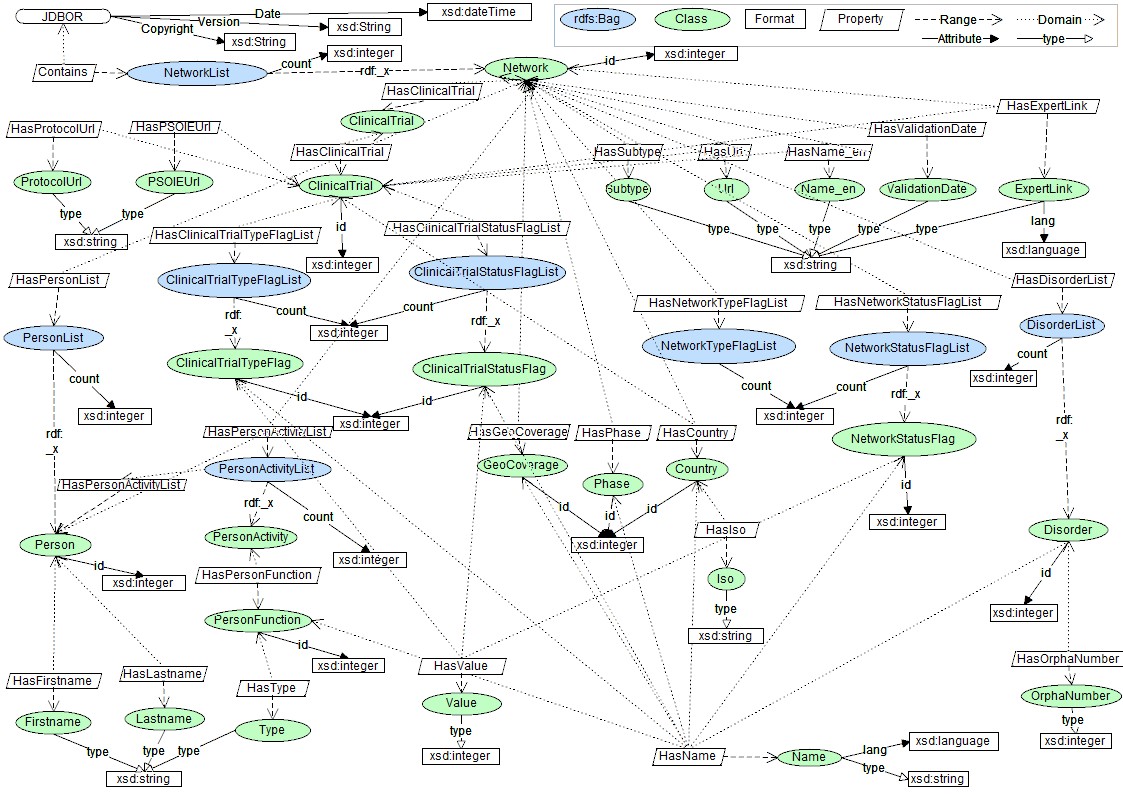 JDBOR
Date
xsd:dateTime
Version
xsd:String
Copyright
xsd:String
rdfs:Bag
Class
Format
Property
Range
Domain
Attribute
type
Contains
NetworkList
count
xsd:integer
rdf:_x
Network
id
xsd:integer
HasClinicalTrial
ClinicalTrial
HasExpertLink
HasProtocolUrl
HasPSOIEUrl
HasValidationDate
HasClinicalTrial
HasSubtype
HasUrl
HasName_en
ProtocolUrl
PSOIEUrl
ClinicalTrial
Subtype
Url
Name_en
ValidationDate
ExpertLink
type
type
xsd:string
id
xsd:integer
type
type
type
type
type
xsd:string
lang
xsd:language
HasClinicalTrialTypeFlagList
HasClinicalTrialStatusFlagList
HasPersonList
ClinicalTrialTypeFlagList
ClinicalTrialStatusFlagList
HasDisorderList
HasNetworkTypeFlagList
HasNetworkStatusFlagList
PersonList
rdf:
_x
count
count
xsd:integer
rdf:_x
DisorderList
NetworkTypeFlagList
NetworkStatusFlagList
count
xsd:integer
ClinicalTrialTypeFlag
ClinicalTrialStatusFlag
count
xsd:integer
id
id
xsd:integer
count
count
xsd:integer
rdf:_x
rdf:
_x
HasPersonActivityList
HasGeoCoverage
HasPhase
HasCountry
NetworkStatusFlag
rdf:
_x
PersonActivityList
GeoCoverage
Phase
Country
HasPersonActivityList
rdf:_x
count
id
id
id
id
xsd:integer
HasIso
Person
PersonActivity
xsd:integer
xsd:integer
Disorder
id
xsd:integer
HasPersonFunction
Iso
id
xsd:integer
PersonFunction
id
xsd:integer
type
xsd:string
HasFirstname
HasLastname
HasType
HasValue
HasOrphaNumber
Firstname
Lastname
Type
Value
OrphaNumber
type
type
type
xsd:string
type
xsd:integer
HasName
Name
lang
xsd:language
type
xsd:string
type
xsd:integer